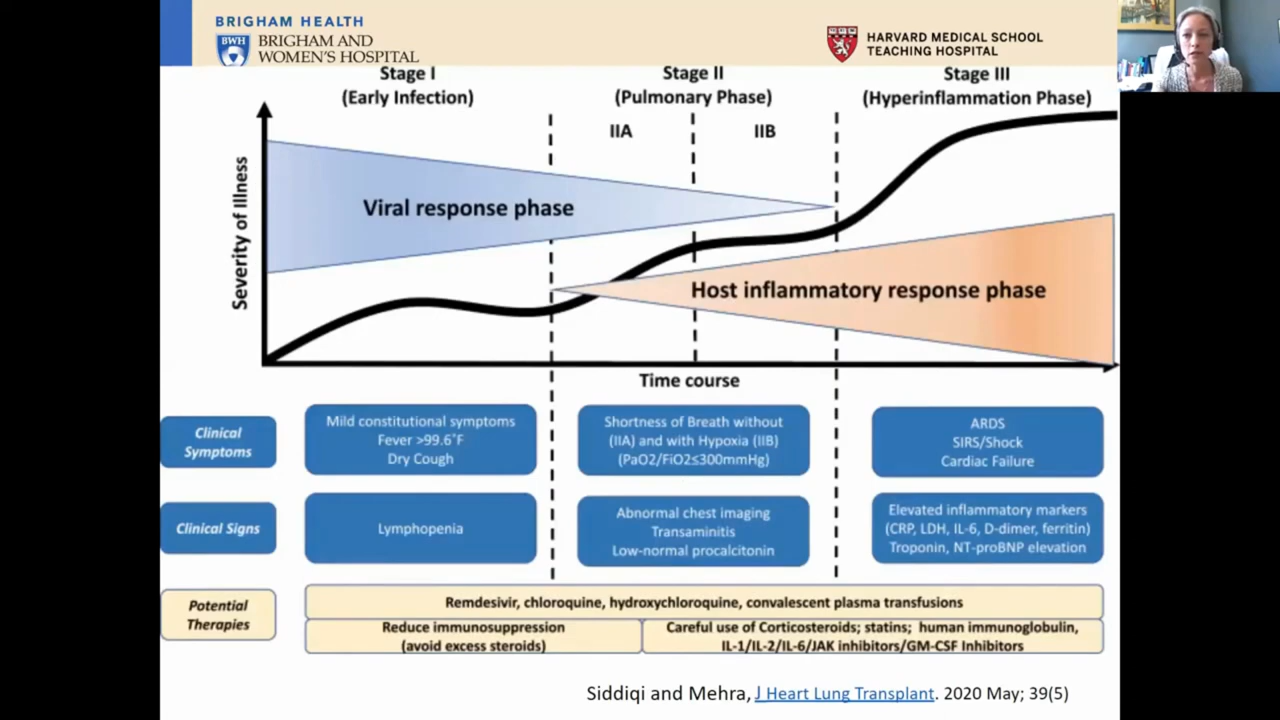 BRIGHAM HEALTH
BWH
BRIGHAM AND
WOMEN'S HOSPITAL
HARVARD MEDICAL SCHOOL
TEACHING HOSPITAL
Stage I
(Early Infection)
Stage II
(Pulmonary Phase)
Stage III
(Hyperinflammation Phase)
IIA
IIB
Severity of Illness
Viral response phase
Host inflammatory response phase
Time course
Clinical
Symptoms
Mild constitutional symptoms
Fever >99.6°F
Dry Cough
Shortness of Breath without
(IIA) and with Hypoxia (IIB)
(PaO2/FiO2≤300mmHg)
ARDS
SIRS/Shock
Cardiac Failure
Clinical Signs
Lymphopenia
Abnormal chest imaging
Transaminitis
Low-normal procalcitonin
Elevated inflammatory markers
(CRP, LDH, IL-6, D-dimer, ferritin)
Troponin, NT-proBNP elevation
Potential
Therapies
Remdesivir, chloroquine, hydroxychloroquine, convalescent plasma transfusions
Reduce immunosuppression
(avoid excess steroids)
Careful use of Corticosteroids; statins; human immunoglobulin,
IL-1/IL-2/IL-6/JAK inhibitors/GM-CSF Inhibitors
Siddiqi and Mehra, J Heart Lung Transplant. 2020 May; 39(5)